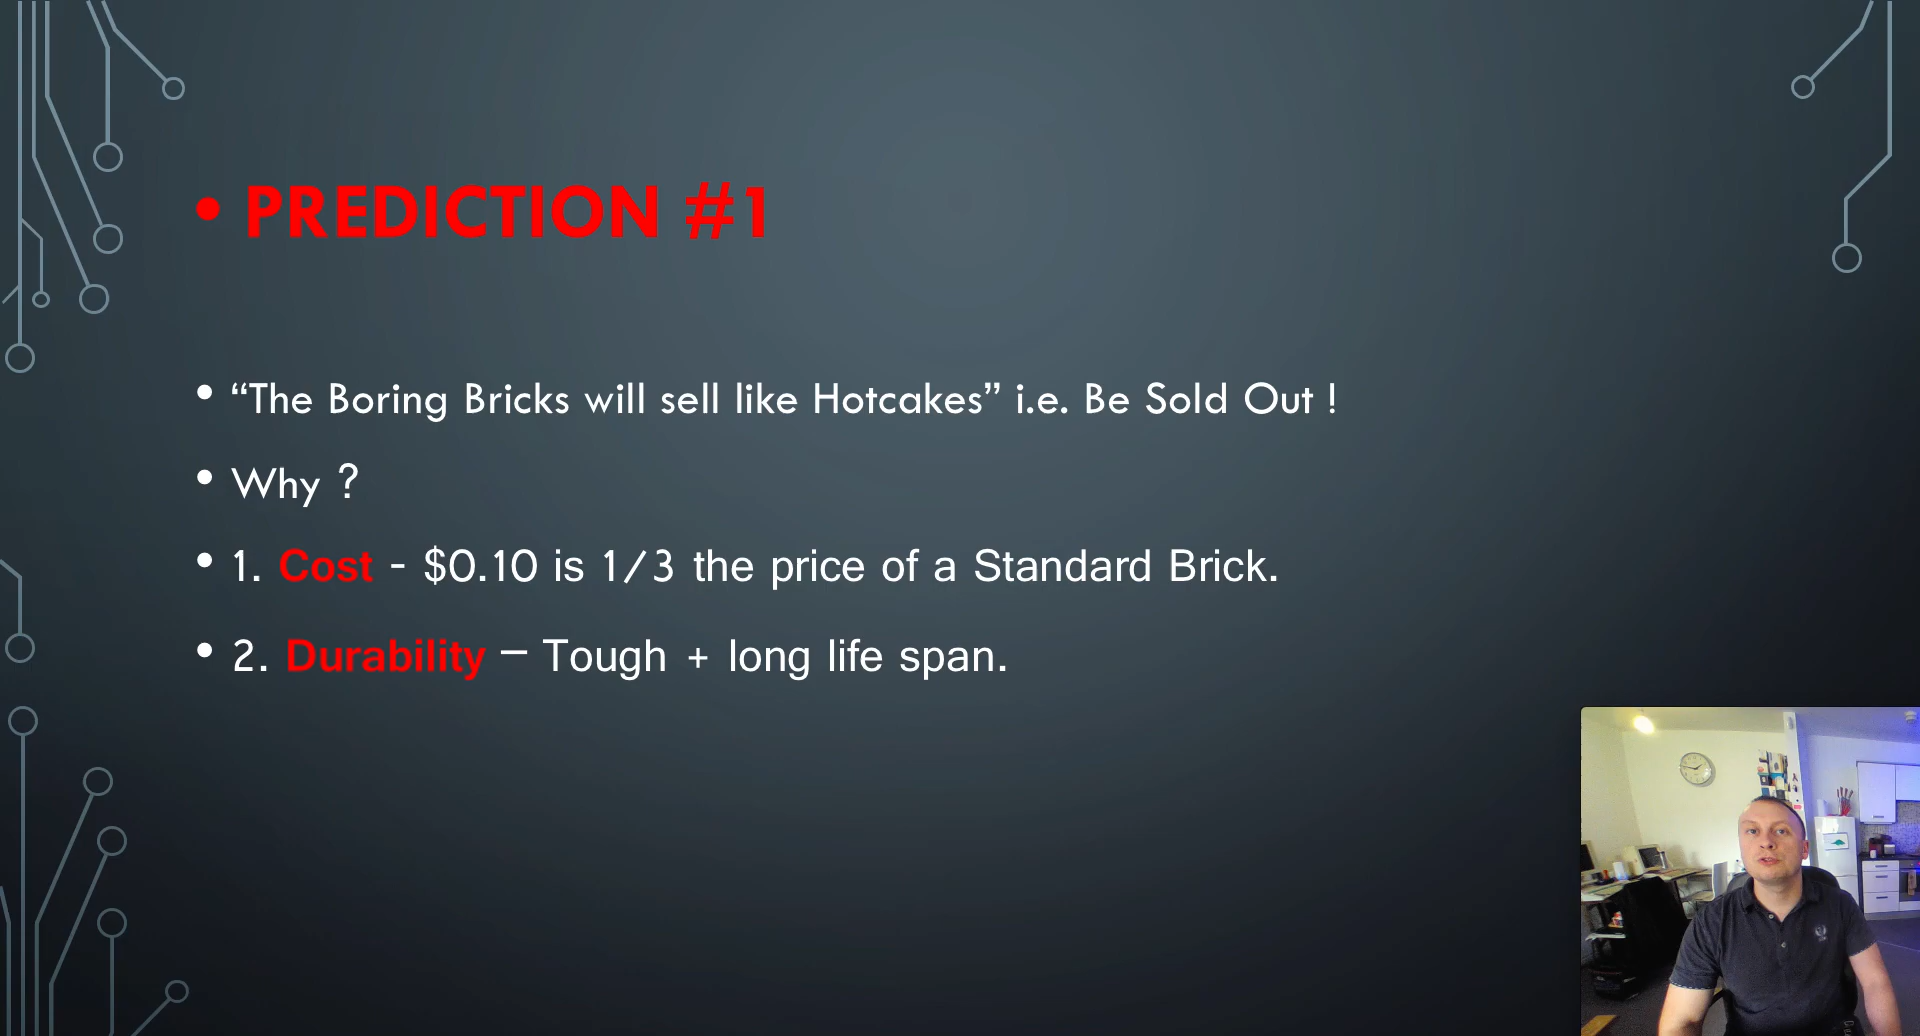 • PREDICTION #1
• “The Boring Bricks will sell like Hotcakes” i.e. Be Sold Out !
• Why ?
• 1. Cost - $0.10 is 1/3 the price of a Standard Brick.
• 2. Durability – Tough + long life span.